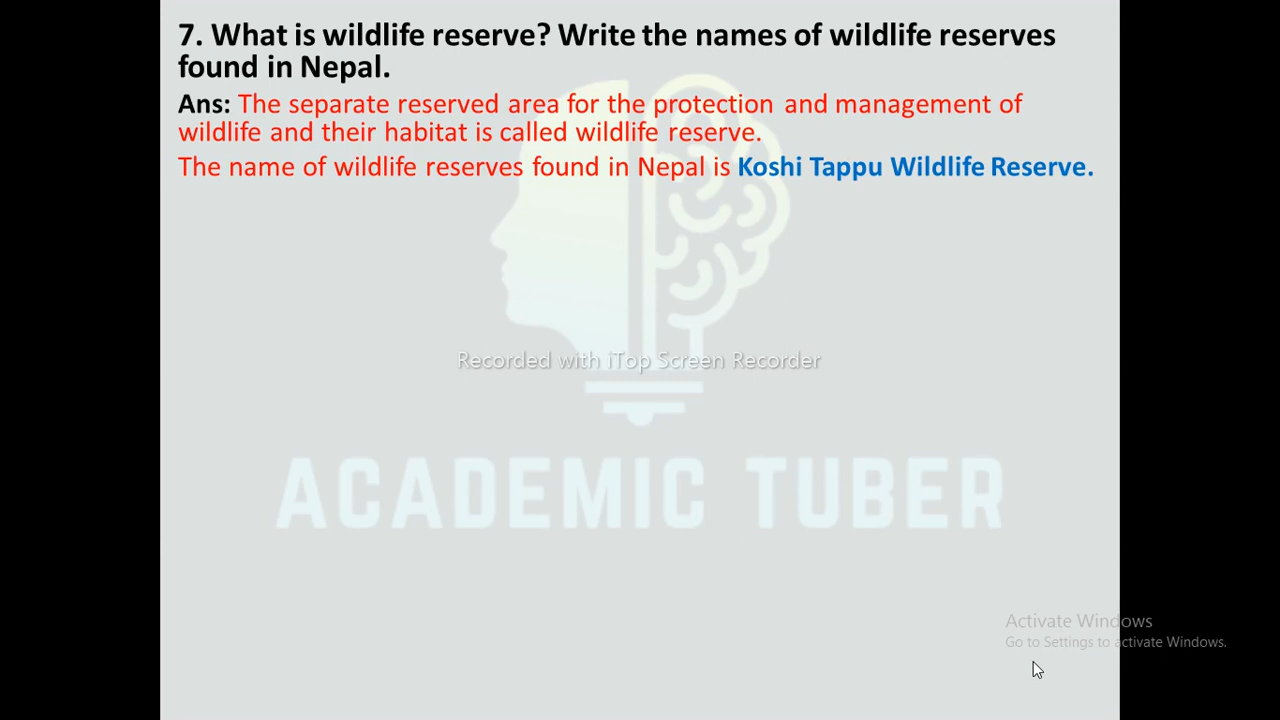 7. What is wildlife reserve? Write the names of wildlife reserves
found in Nepal.
Ans: The separate reserved area for the protection and management of
wildlife and their habitat is called wildlife reserve.
The name of wildlife reserves found in Nepal is Koshi Tappu Wildlife Reserve.
Recorded with iTop Screen Recorder
ACADEMIC TUBER
Activate Windows
Go to Settings to activate Windows.